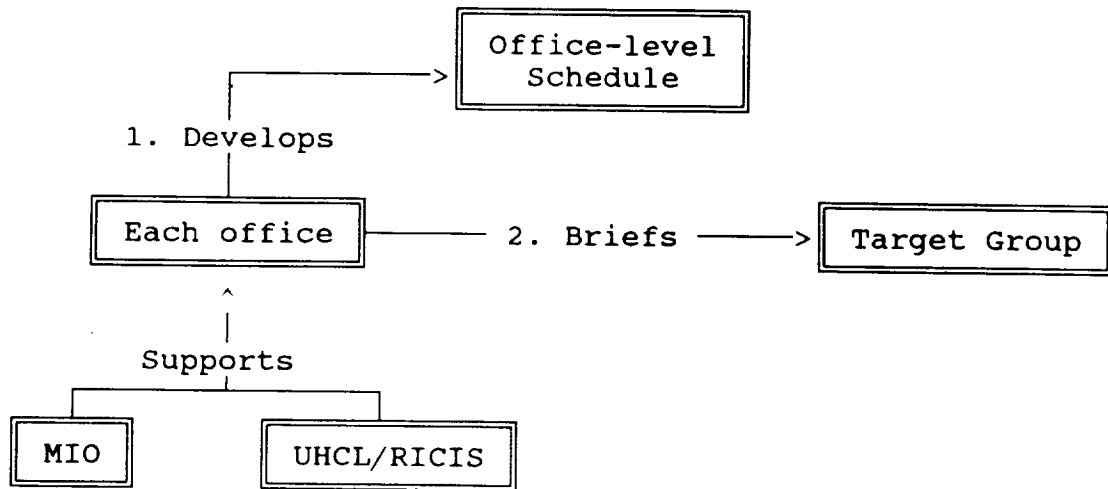 Office-level
Schedule
1. Develops
Each office
2. Briefs
Target Group
Supports
MIO
UHCL/RICIS